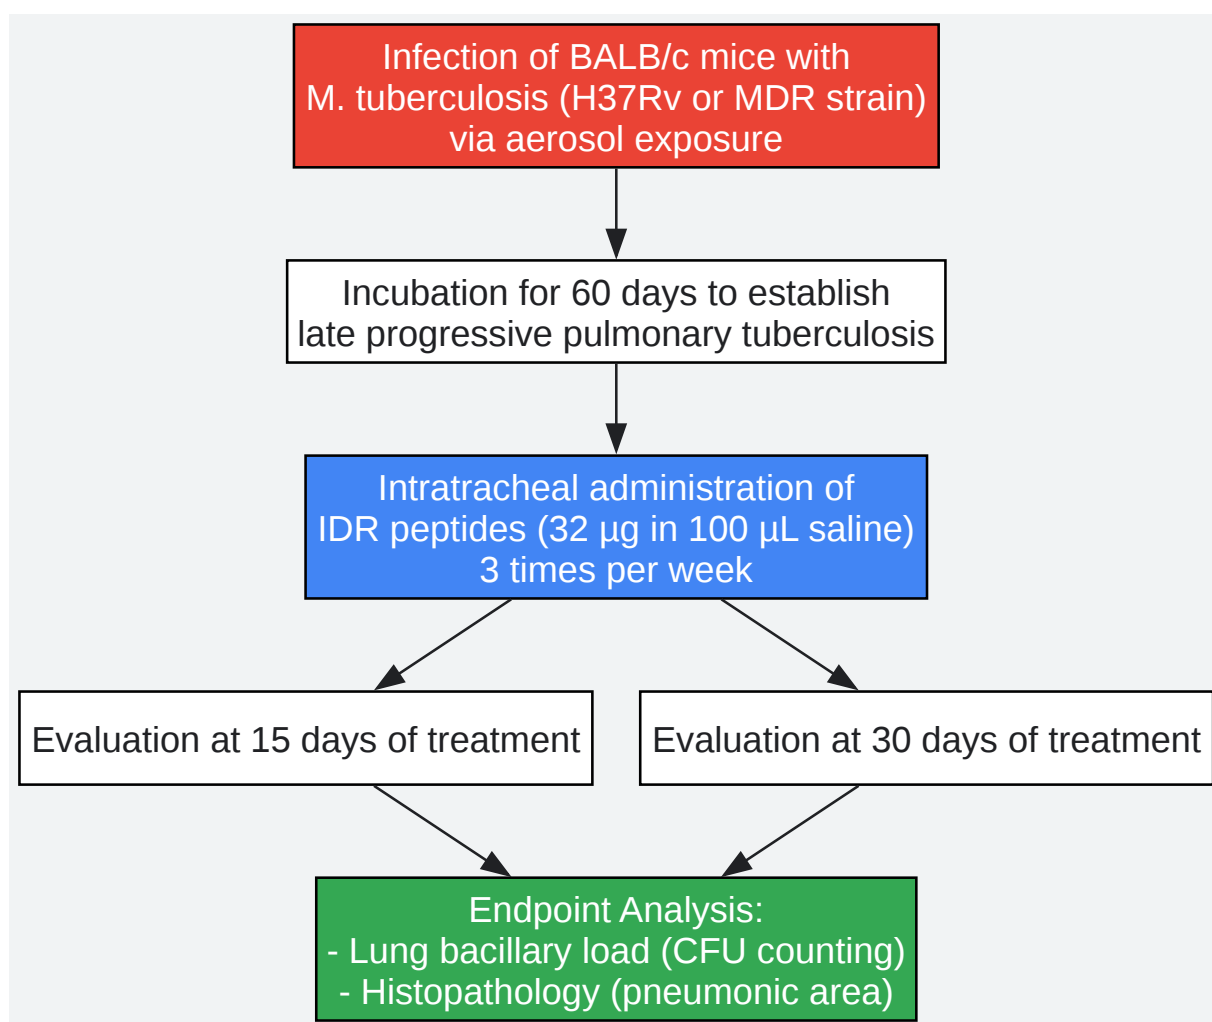 Infection of BALB/c mice with
M. tuberculosis (H37Rv or MDR strain)
via aerosol exposure
Incubation for 60 days to establish
late progressive pulmonary tuberculosis
Intratracheal administration of
IDR peptides (32 µg in 100 µL saline)
3 times per week
Evaluation at 15 days of treatment
Evaluation at 30 days of treatment
Endpoint Analysis:
- Lung bacillary load (CFU counting)
- Histopathology (pneumonic area)